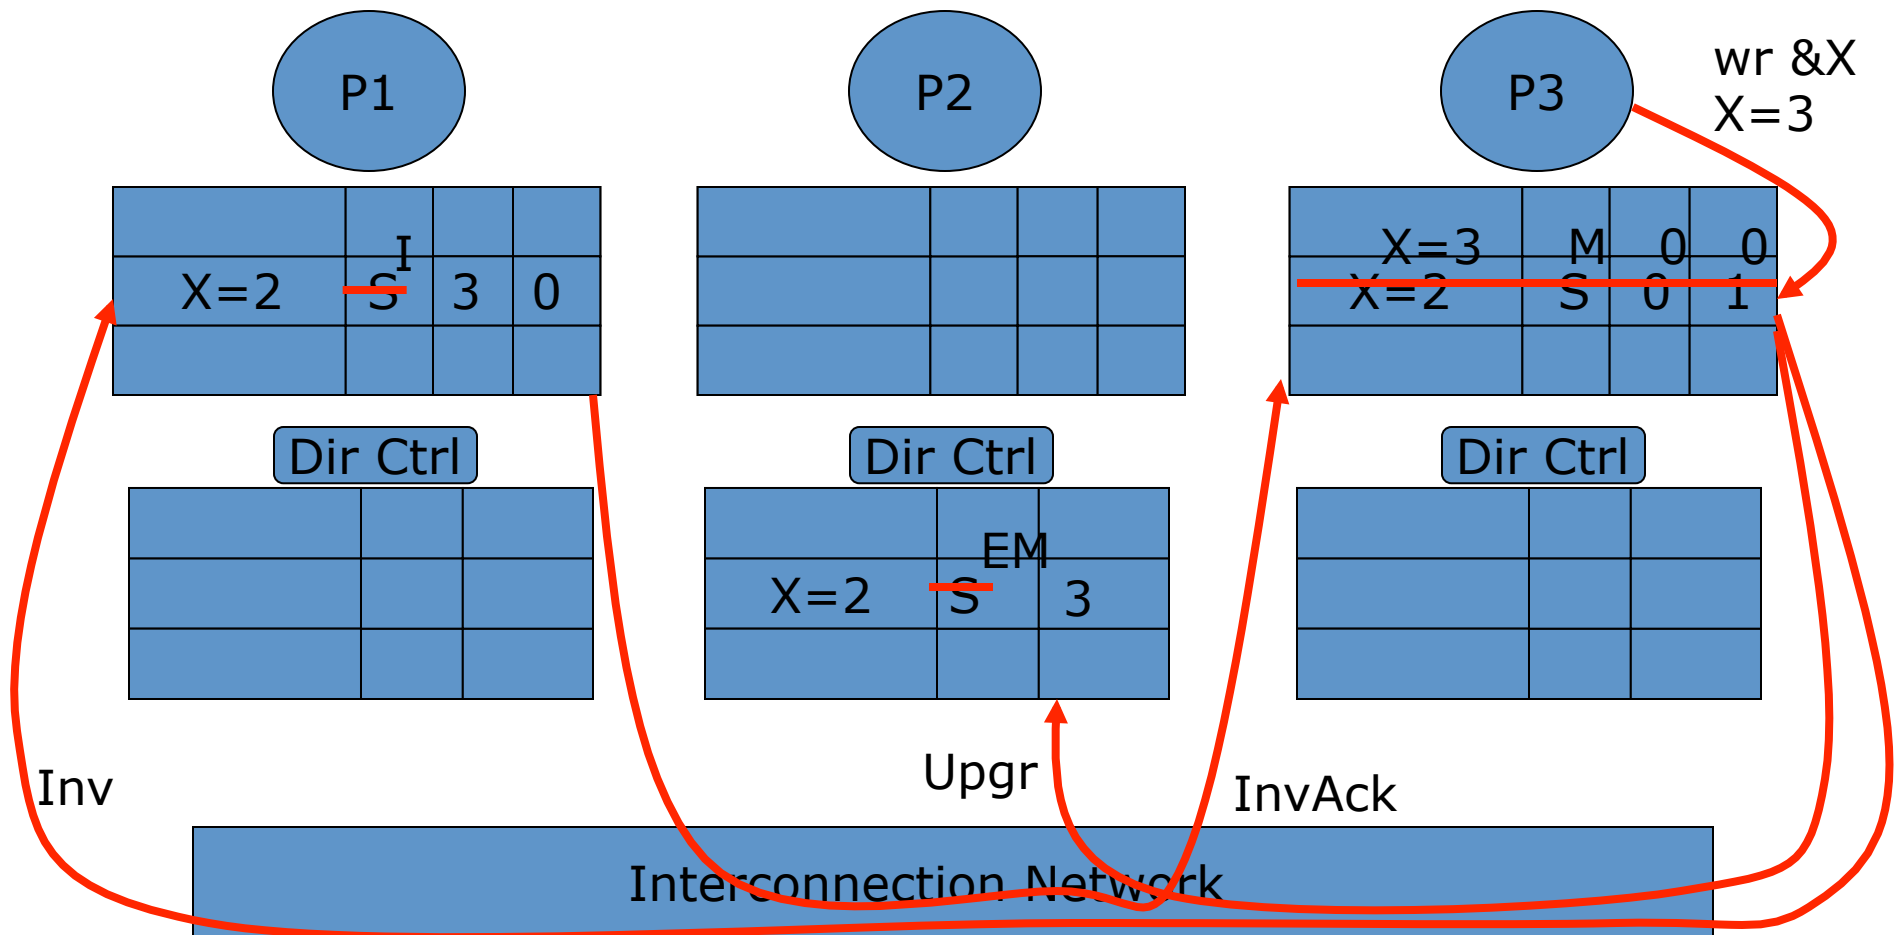 P1
P2
P3
wr &X
X=3
I
X=2 S 3 0
X=3 M 0 0
X=2 S 0 1
Dir Ctrl
Dir Ctrl
Dir Ctrl
EM
X=2 S 3
Inv
Upgr
InvAck
Interconnection Network